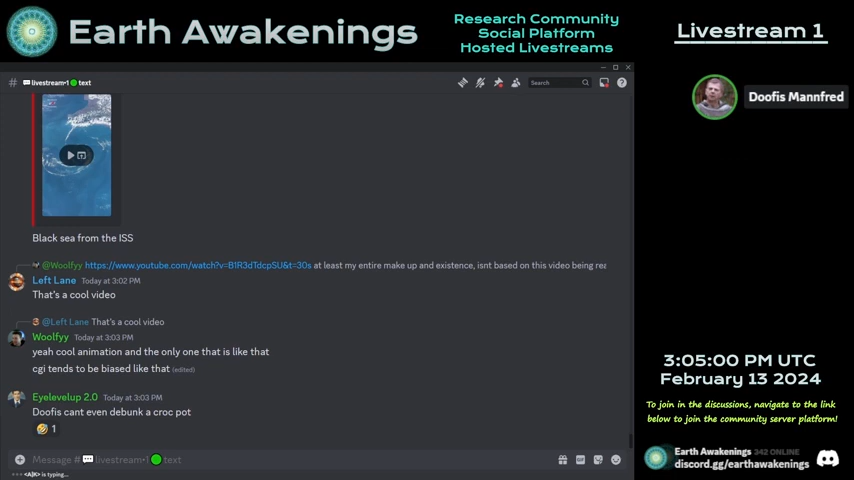 Earth Awakenings
Research Community
Social Platform
Hosted Livestreams
Livestream 1
# livestream•1 text
Search
Doofis Mannfred
Black sea from the ISS
@Woolfyy https://www.youtube.com/watch?v=B1R3dTdcpSU&t=30s at least my entire make up and existence, isnt based on this video being rea
Left Lane Today at 3:02 PM
That's a cool video
@Left Lane That's a cool video
Woolfyy Today at 3:03 PM
yeah cool animation and the only one that is like that
cgi tends to be biased like that (edited)
Eyelevelup 2.0 Today at 3:03 PM
Doofis cant even debunk a croc pot
1
Message # livestream•1 text
GIF
<A|K> is typing...
3:05:00 PM UTC
February 13 2024
To join in the discussions, navigate to the link
below to join the community server platform!
Earth Awakenings 342 ONLINE
discord.gg/earthawakenings